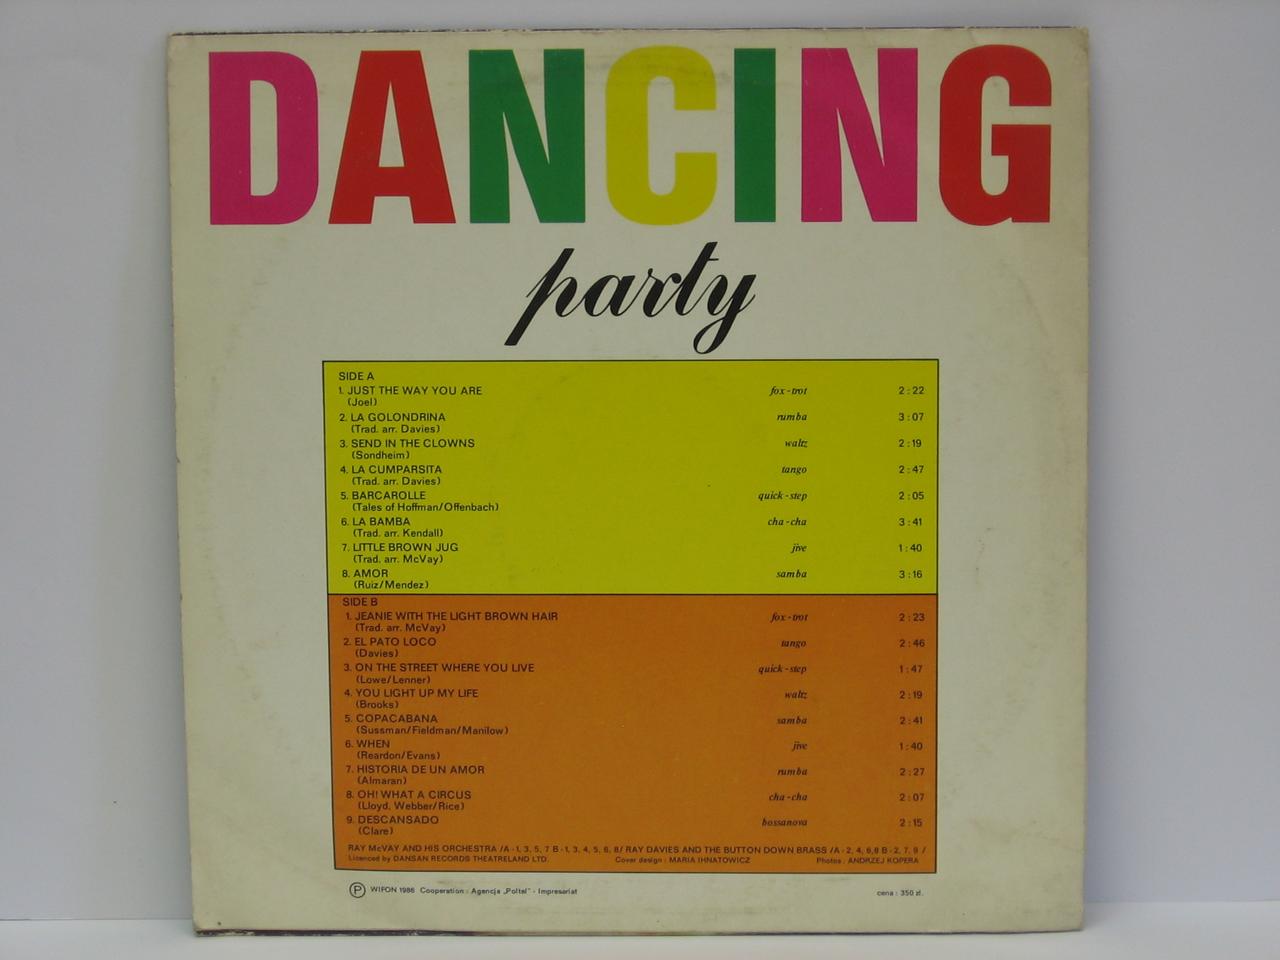 DANCING
party
SIDE A
1. JUST THE WAY YOU ARE fox-trot 2:22
(Joel)
2. LA GOLONDRINA rumba 3:07
(Trad. arr. Davies)
3. SEND IN THE CLOWNS waltz 2:19
(Sondheim)
4. LA CUMPARSITA tango 2:47
(Trad. arr. Davies)
5. BARCAROLLE quick-step 2:05
(Tales of Hoffman/Offenbach)
6. LA BAMBA cha-cha 3:41
(Trad. arr. Kendall)
7. LITTLE BROWN JUG jive 1:40
(Trad. arr. McVay)
8. AMOR samba 3:16
(Ruiz/Mendez)
SIDE B
1. JEANIE WITH THE LIGHT BROWN HAIR fox-trot 2:23
(Trad. arr. McVay)
2. EL PATO LOCO tango 2:46
(Davies)
3. ON THE STREET WHERE YOU LIVE quick-step 1:47
(Lowe/Lenner)
4. YOU LIGHT UP MY LIFE waltz 2:19
(Brooks)
5. COPACABANA samba 2:41
(Sussman/Fieldman/Manilow)
6. WHEN jive 1:40
(Reardon/Evans)
7. HISTORIA DE UN AMOR rumba 2:27
(Almaran)
8. OH! WHAT A CIRCUS cha-cha 2:07
(Lloyd, Webber/Rice)
9. DESCANSADO bossanova 2:15
(Clare)
RAY McVAY AND HIS ORCHESTRA /A-1, 3, 5, 7 B-1, 3, 4, 5, 6, 8/ RAY DAVIES AND THE BUTTON DOWN BRASS /A-2, 4, 6,8 B-2, 7, 9 /
Licenced by DANSAN RECORDS THEATRELAND LTD. Cover design: MARIA IHNATOWICZ Photos: ANDRZEJ KOPERA
Ⓟ WIFON 1986 Cooperation: Agencja „Poltel" - Impresariat cena: 350 zł.